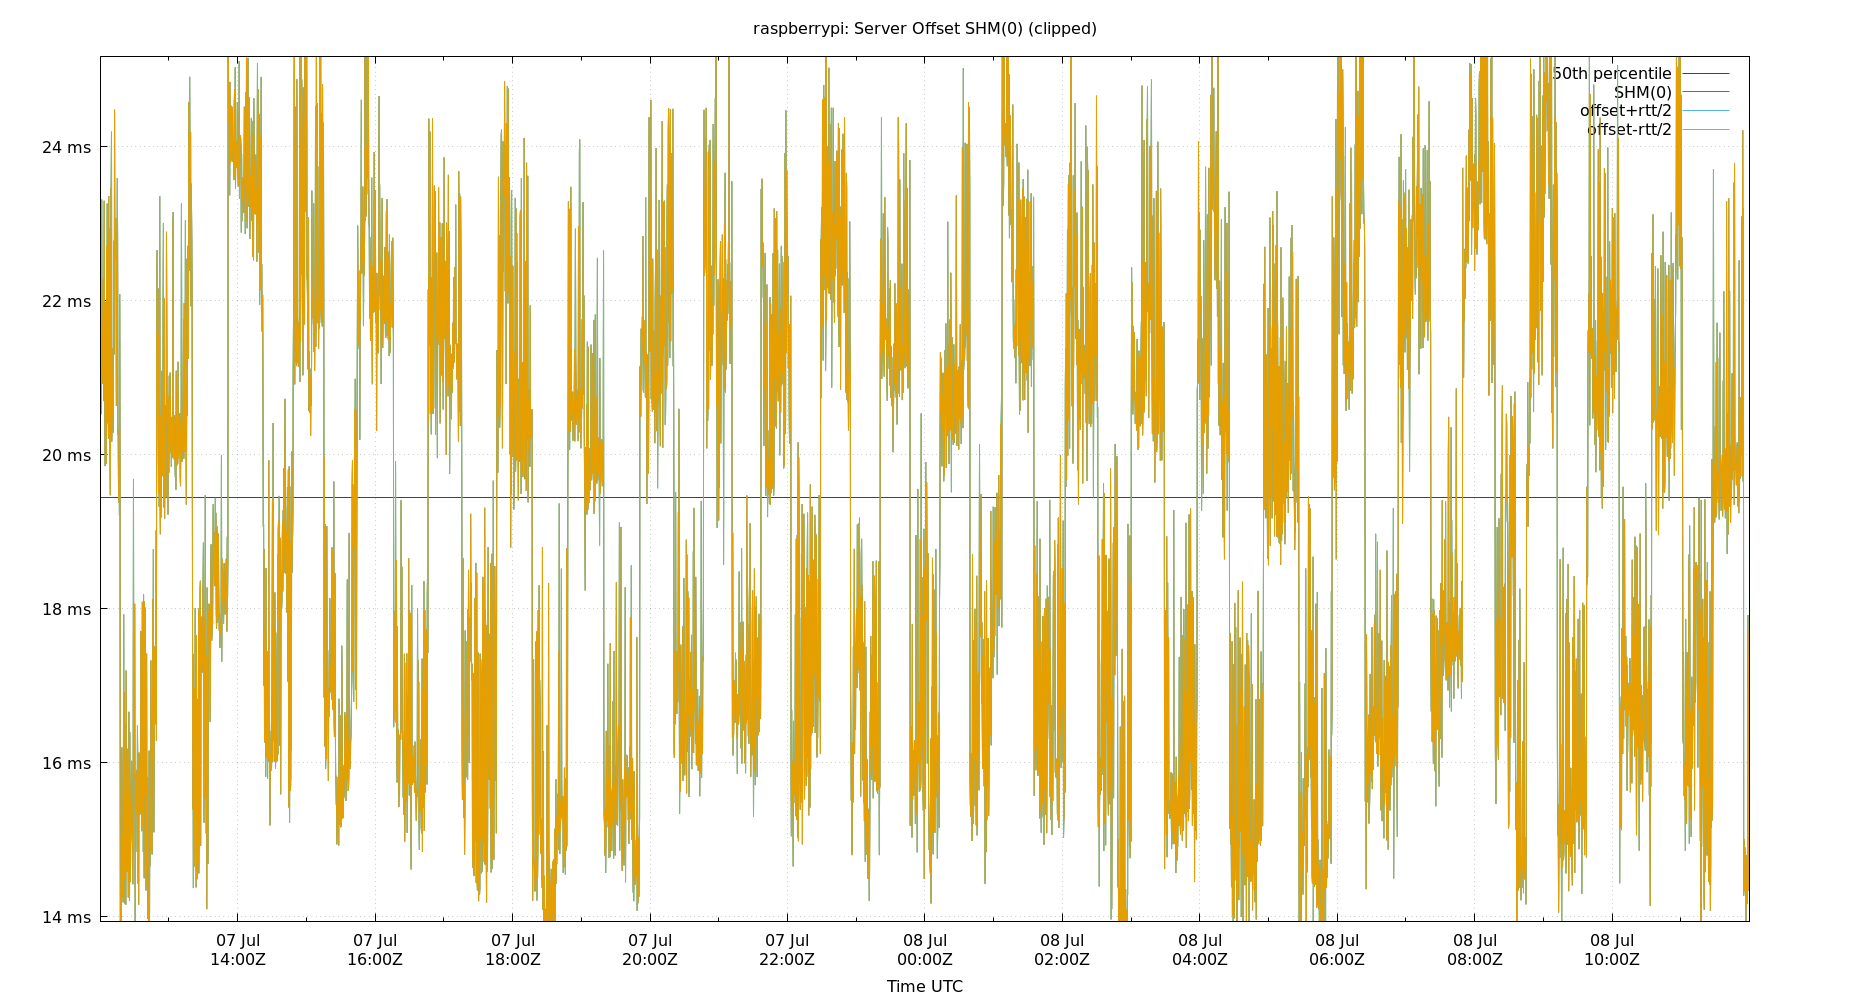 raspberrypi: Server Offset SHM(0) (clipped)
50th percentile
SHM(0)
offset+rtt/2
offset-rtt/2
24 ms
22 ms
20 ms
18 ms
16 ms
14 ms
07 Jul 07 Jul 07 Jul 07 Jul 07 Jul 08 Jul 08 Jul 08 Jul 08 Jul 08 Jul 08 Jul
14:00Z 16:00Z 18:00Z 20:00Z 22:00Z 00:00Z 02:00Z 04:00Z 06:00Z 08:00Z 10:00Z
Time UTC